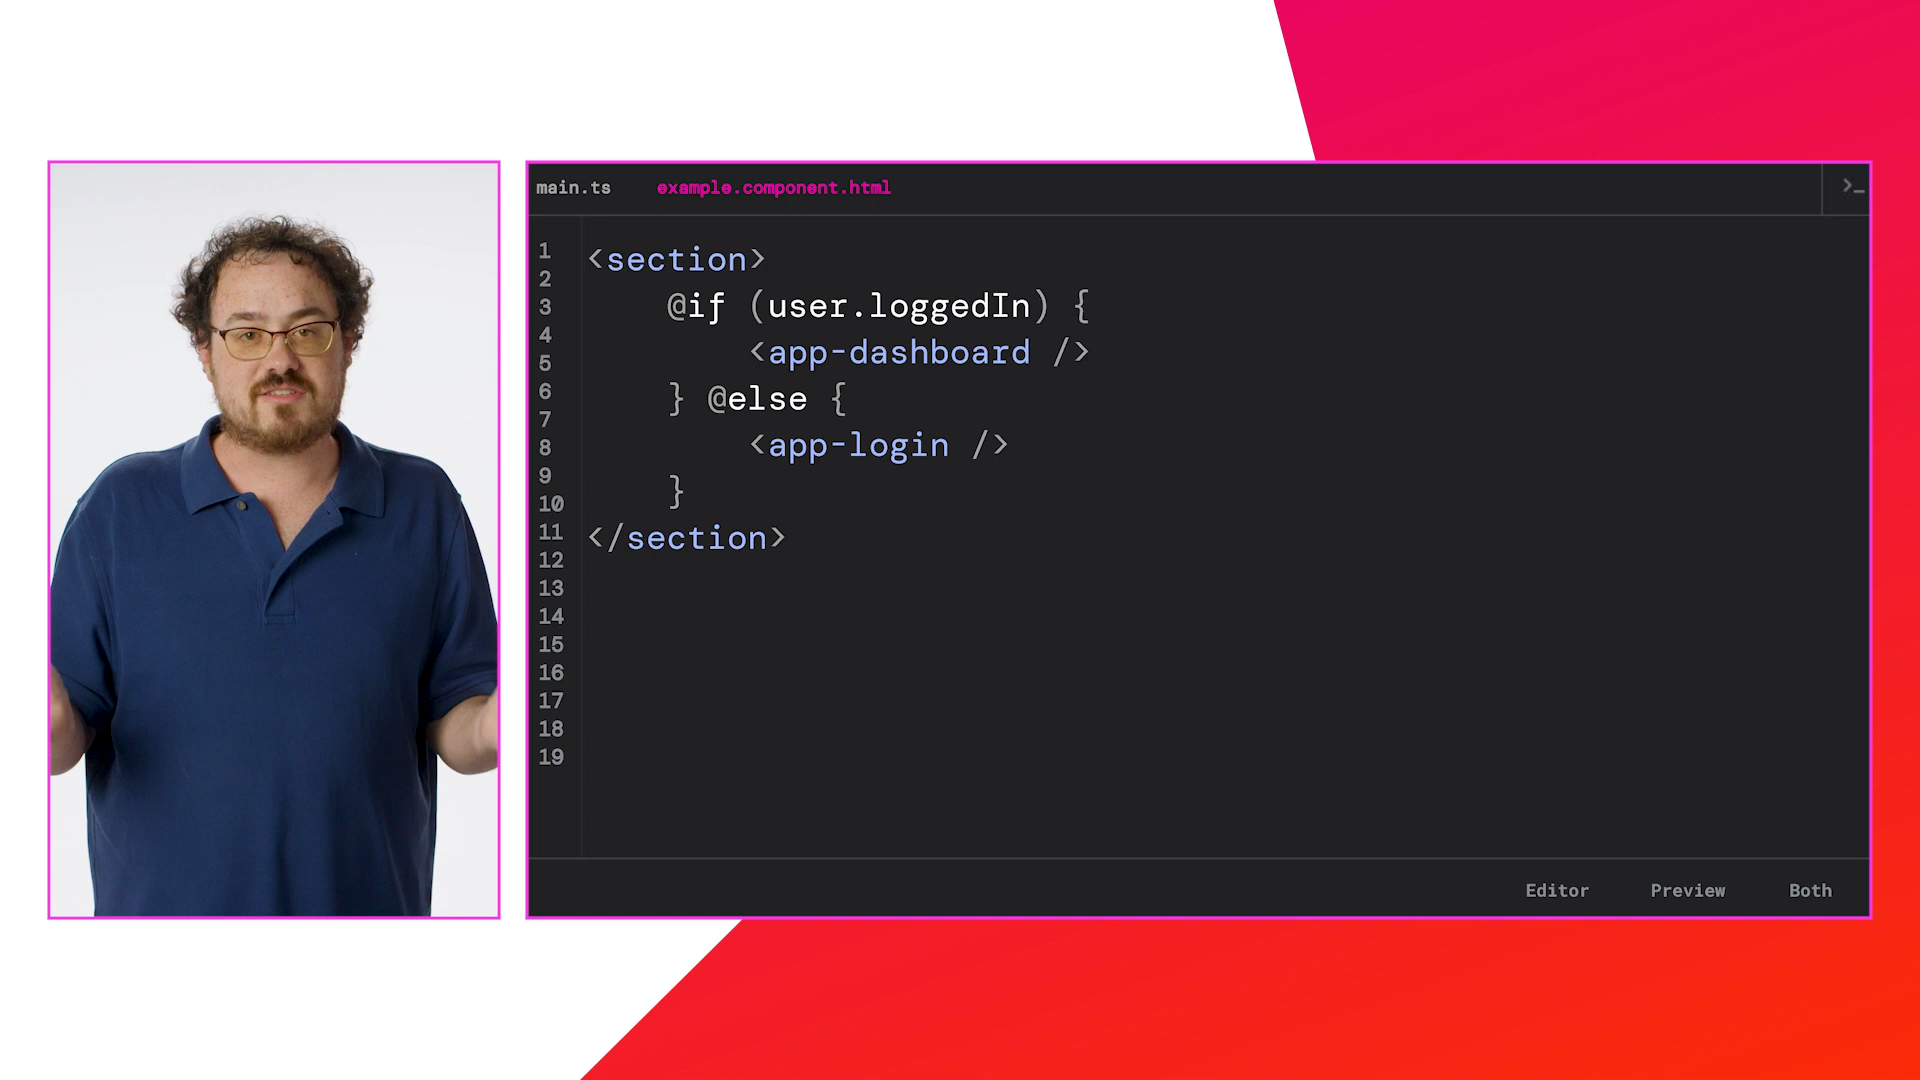 main.ts example.component.html >_
1
2
3
4
5
6
7
8
9
10
11
12
13
14
15
16
17
18
19
<section>
@if (user.loggedIn) {
<app-dashboard />
} @else {
<app-login />
}
</section>
Editor Preview Both